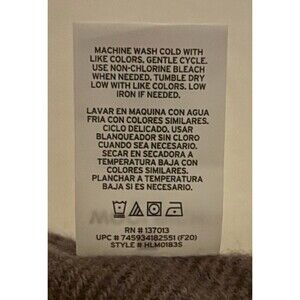 MACHINE WASH COLD WITH
LIKE COLORS, GENTLE CYCLE.
USE NON-CHLORINE BLEACH
WHEN NEEDED, TUMBLE DRY
LOW WITH LIKE COLORS. LOW
IRON IF NEEDED.
LAVAR EN MAQUINA CON AGUA
FRIA CON COLORES SIMILARES.
CICLO DELICADO, USAR
BLANQUEADOR SIN CLORO
CUANDO SEA NECESARIO.
SECAR EN SECADORA A
TEMPERATURA BAJA CON
COLORES SIMILARES.
PLANCHAR A TEMPERATURA
BAJA SI ES NECESARIO.
RN # 137013
UPC # 745934182551 (F20)
STYLE # HLM0183S